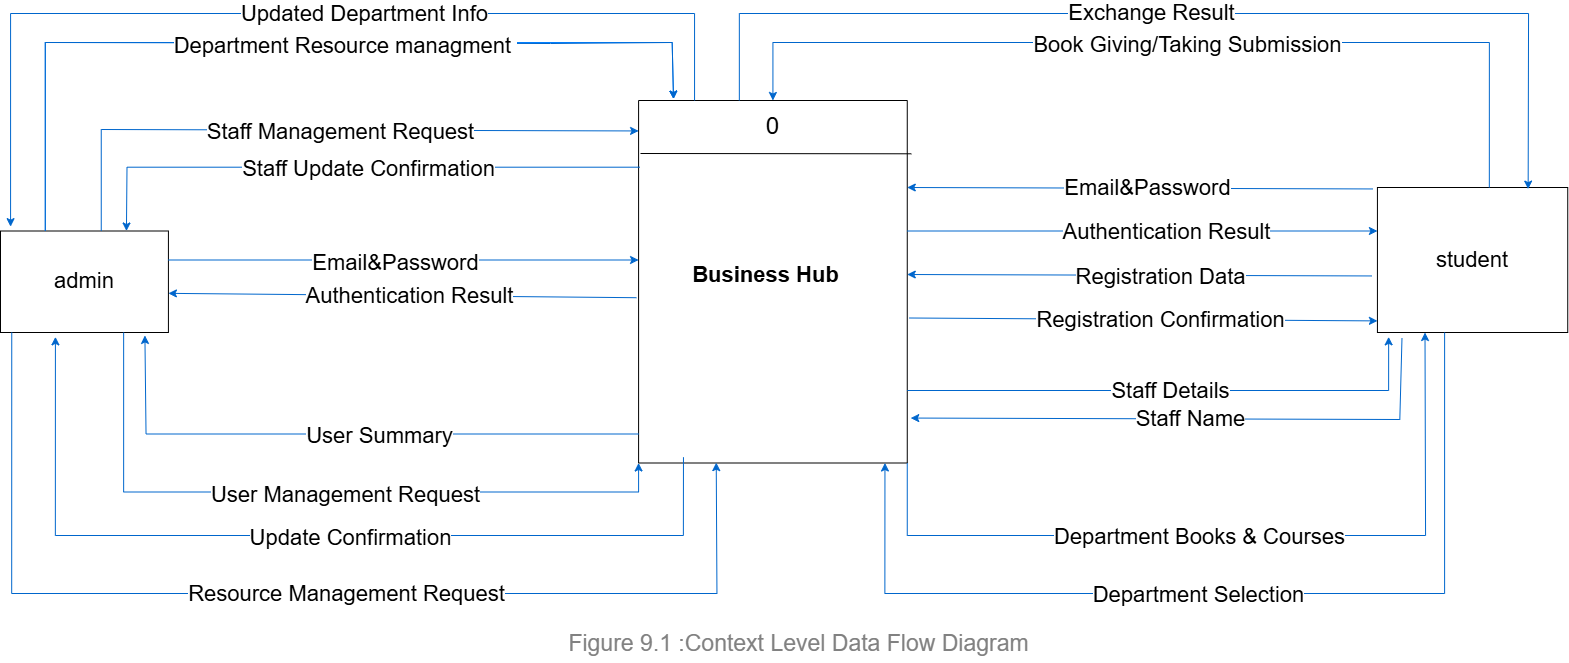 Updated Department Info
Exchange Result
Department Resource managment
Book Giving/Taking Submission
0
Staff Management Request
Staff Update Confirmation
Email&Password
Authentication Result
admin
Email&Password
Authentication Result
Business Hub
Registration Data
student
Registration Confirmation
Staff Details
Staff Name
User Summary
User Management Request
Update Confirmation
Department Books & Courses
Resource Management Request
Department Selection
Figure 9.1 :Context Level Data Flow Diagram